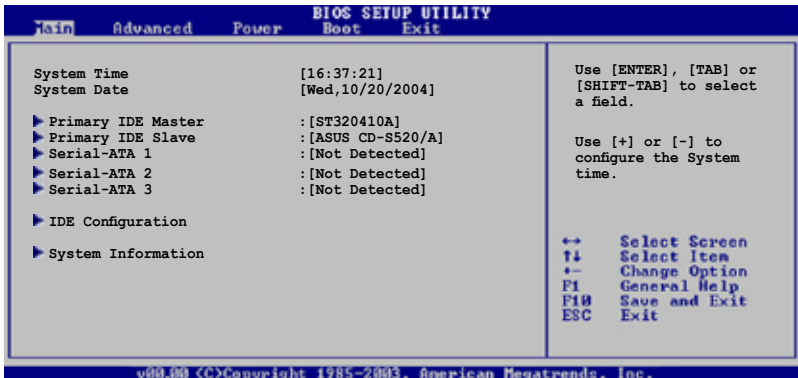 BIOS SETUP UTILITY
Main Advanced Power Boot Exit
System Time [16:37:21]
System Date [Wed,10/20/2004]
Primary IDE Master :[ST320410A]
Primary IDE Slave :[ASUS CD-S520/A]
Serial-ATA 1 :[Not Detected]
Serial-ATA 2 :[Not Detected]
Serial-ATA 3 :[Not Detected]
IDE Configuration
System Information
Use [ENTER], [TAB] or
[SHIFT-TAB] to select
a field.
Use [+] or [-] to
configure the System
time.
←→ Select Screen
↑↓ Select Item
+- Change Option
F1 General Help
F10 Save and Exit
ESC Exit
v00.00 (C)Copyright 1985-2003, American Megatrends, Inc.